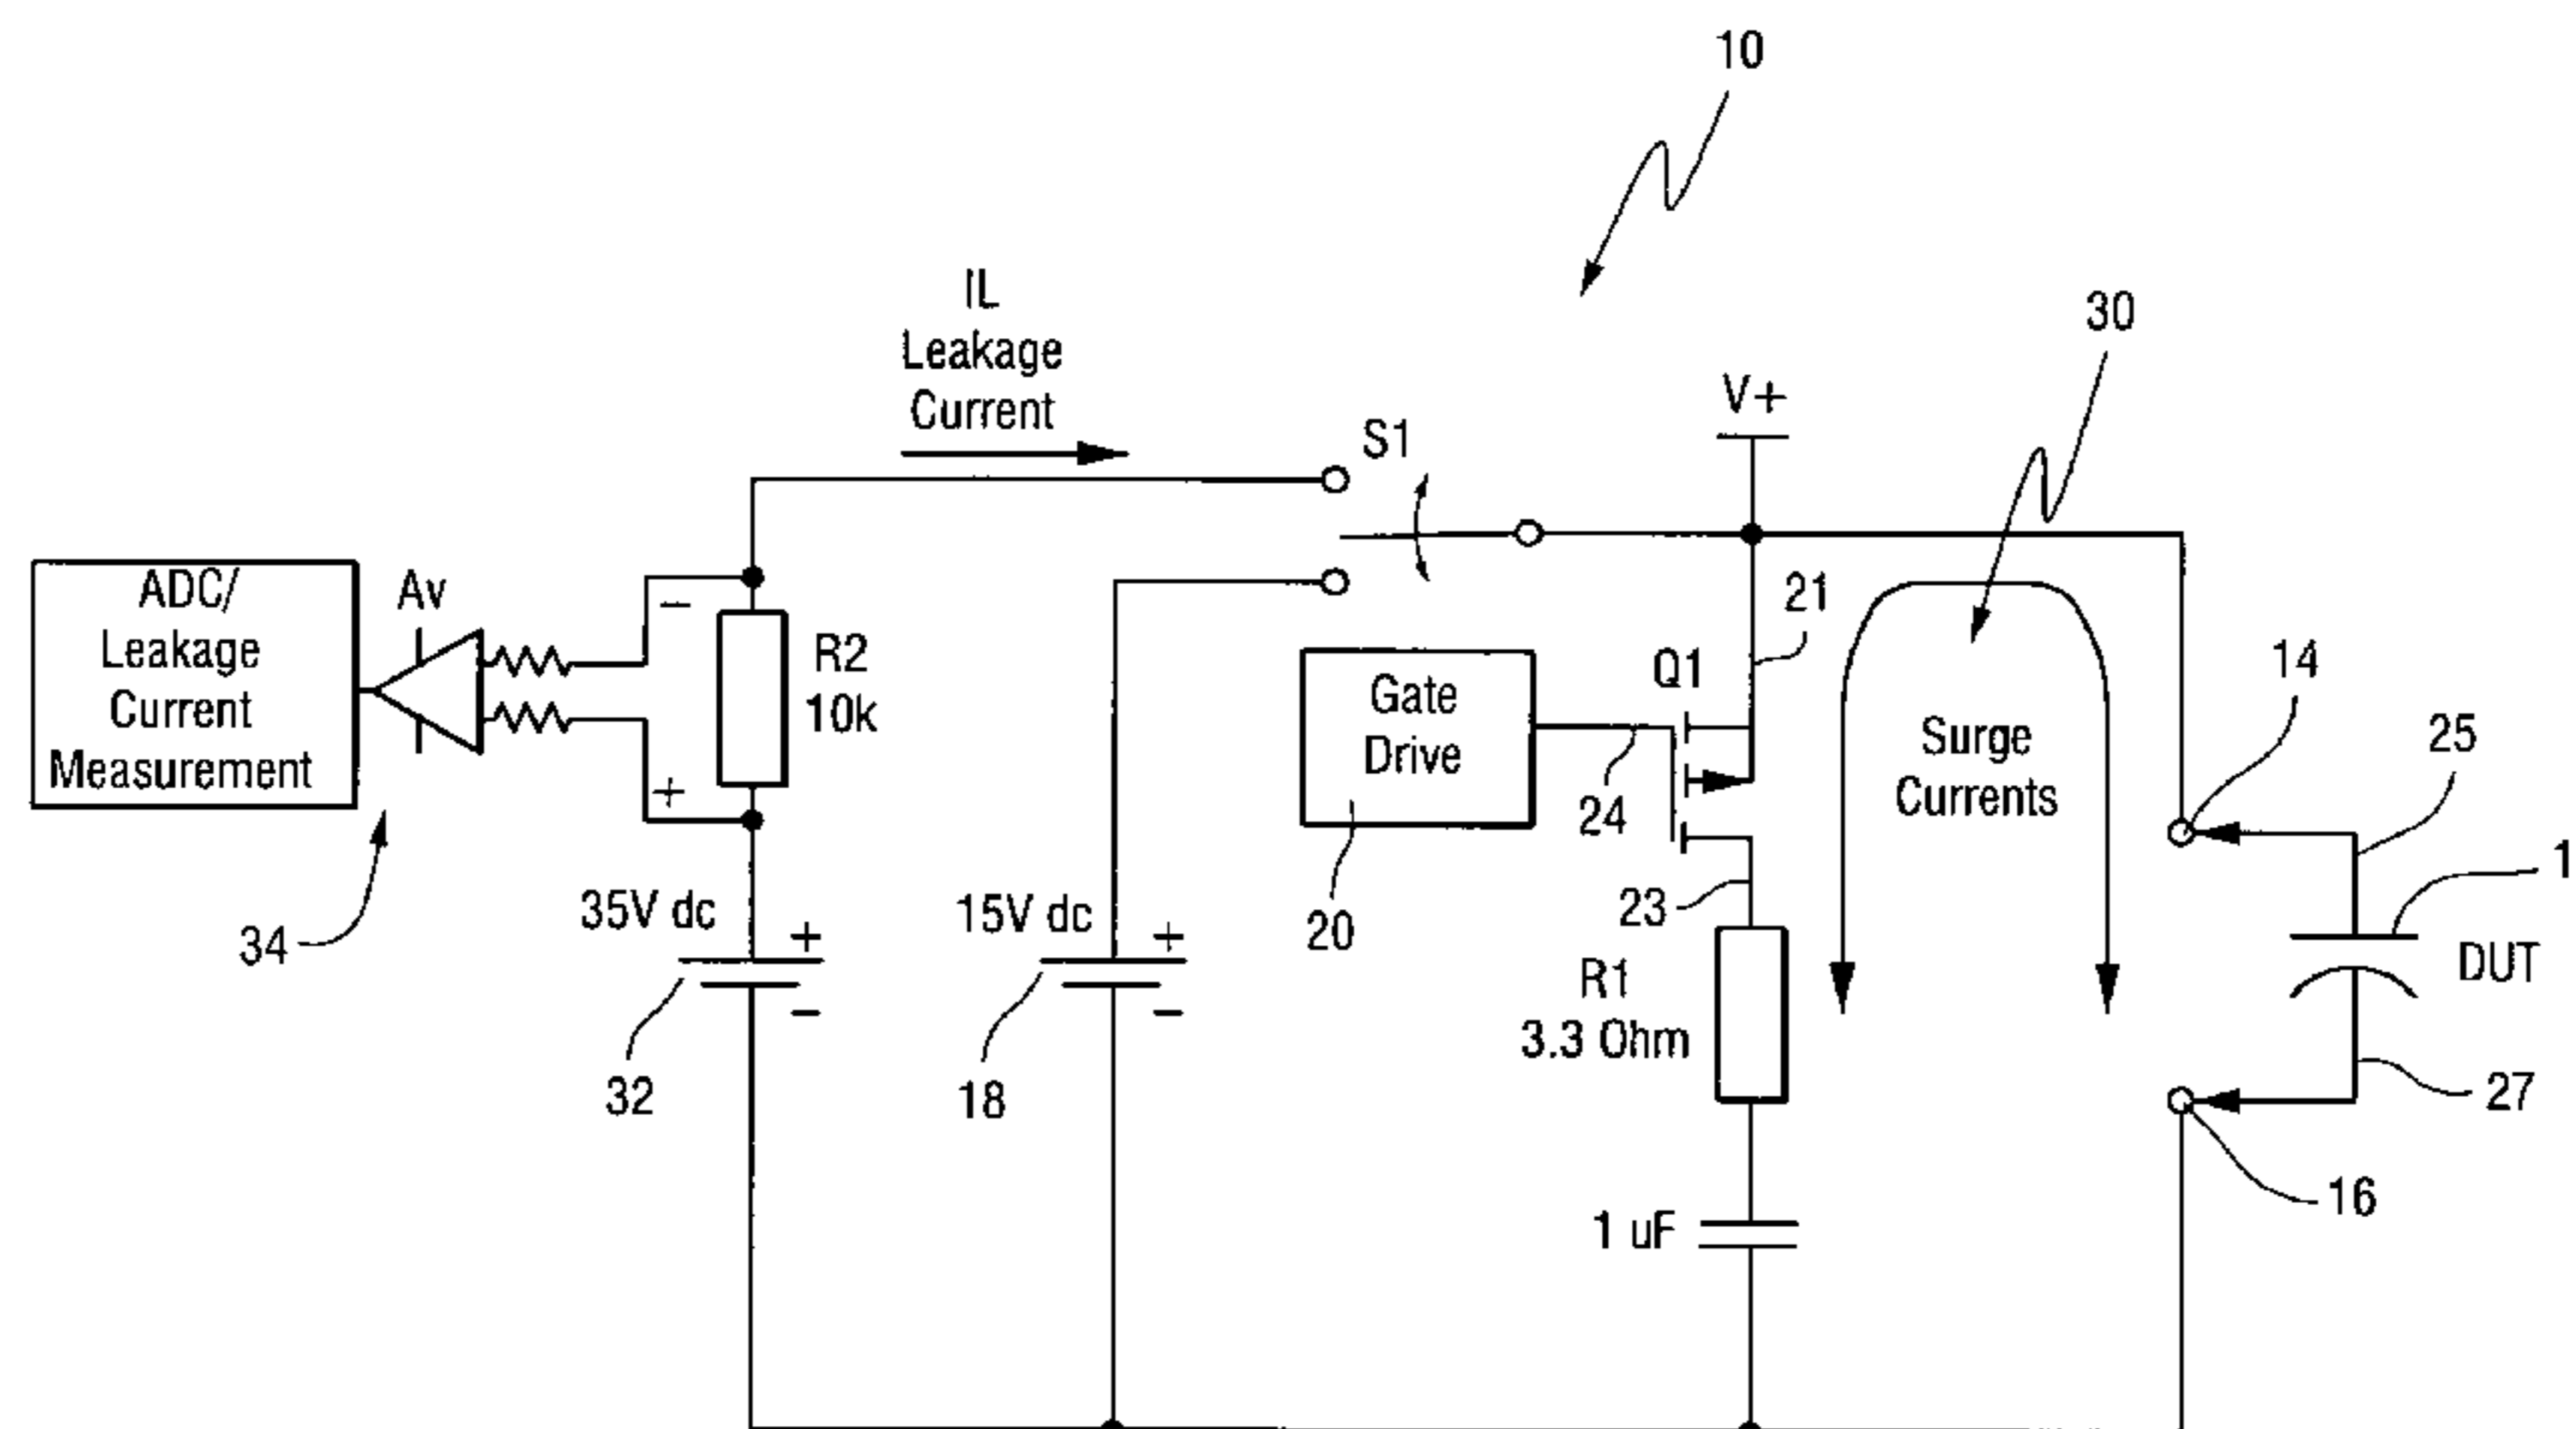 10
IL
Leakage
Current
30
V+
S1
ADC/
Leakage
Current
Measurement
Av
−
+
R2
10k
21
Gate
Drive
Q1
14
Surge
Currents
25
24
1
34
35V dc
+
−
15V dc
+
−
20
23
DUT
R1
3.3 Ohm
32
18
27
16
1 uF